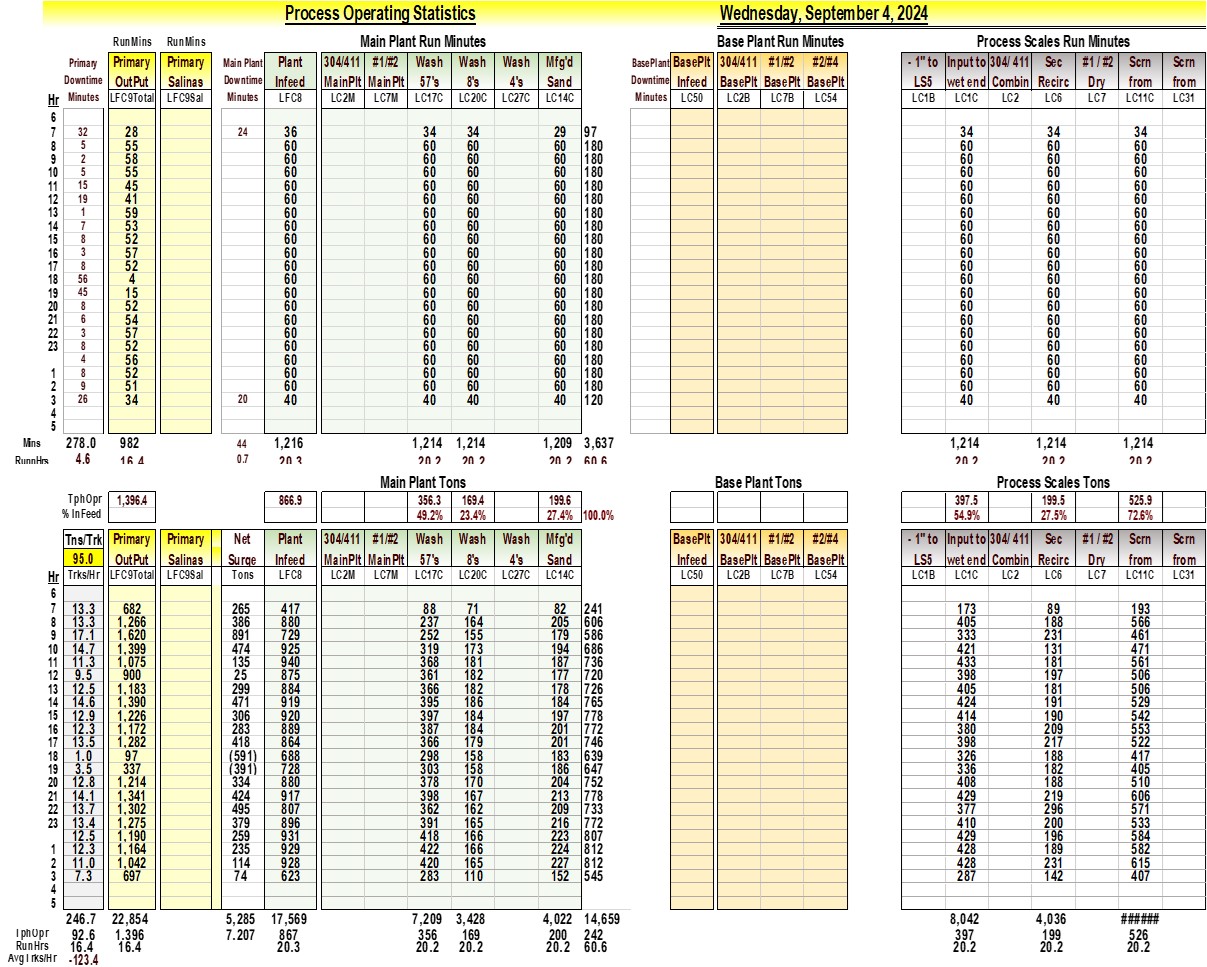 Process Operating Statistics Wednesday, September 4, 2024
RunMins RunMins Main Plant Run Minutes Base Plant Run Minutes Process Scales Run Minutes
Primary Primary Primary Main Plant Plant 304/411 #1/#2 Wash Wash Wash Mfg'd BasePlant BasePlt 304/411 #1/#2 #2/#4 - 1" to Input to 304/ 411 Sec #1 / #2 Scrn Scrn
Downtime OutPut Salinas Downtime Infeed MainPlt MainPlt 57's 8's 4's Sand Downtime Infeed BasePlt BasePlt BasePlt LS5 wet end Combin Recirc Dry from from
Hr Minutes LFC9Total LFC9Sal Minutes LFC8 LC2M LC7M LC17C LC20C LC27C LC14C Minutes LC50 LC2B LC7B LC54 LC1B LC1C LC2 LC6 LC7 LC11C LC31
6
7 32 28 24 36 34 34 29 97 34 34 34
8 5 55 60 60 60 60 180 60 60 60
9 2 58 60 60 60 60 180 60 60 60
10 5 55 60 60 60 60 180 60 60 60
11 15 45 60 60 60 60 180 60 60 60
12 19 41 60 60 60 60 180 60 60 60
13 1 59 60 60 60 60 180 60 60 60
14 7 53 60 60 60 60 180 60 60 60
15 8 52 60 60 60 60 180 60 60 60
16 3 57 60 60 60 60 180 60 60 60
17 8 52 60 60 60 60 180 60 60 60
18 56 4 60 60 60 60 180 60 60 60
19 45 15 60 60 60 60 180 60 60 60
20 8 52 60 60 60 60 180 60 60 60
21 6 54 60 60 60 60 180 60 60 60
22 3 57 60 60 60 60 180 60 60 60
23 8 52 60 60 60 60 180 60 60 60
4 56 60 60 60 60 180 60 60 60
1 8 52 60 60 60 60 180 60 60 60
2 9 51 60 60 60 60 180 60 60 60
3 26 34 20 40 40 40 40 120 40 40 40
4
5
Mins 278.0 982 44 1,216 1,214 1,214 1,209 3,637 1,214 1,214 1,214
RunnHrs 4.6 16.4 0.7 20.3 20.2 20.2 20.2 60.6 20.2 20.2 20.2
Main Plant Tons Base Plant Tons Process Scales Tons
TphOpr 1,396.4 866.9 356.3 169.4 199.6 397.5 199.5 525.9
% InFeed 49.2% 23.4% 27.4% 100.0% 54.9% 27.5% 72.6%
Tns/Trk Primary Primary Net Plant 304/411 #1/#2 Wash Wash Wash Mfg'd BasePlt 304/411 #1/#2 #2/#4 - 1" to Input to 304/ 411 Sec #1 / #2 Scrn Scrn
95.0 OutPut Salinas Surge Infeed MainPlt MainPlt 57's 8's 4's Sand Infeed BasePlt BasePlt BasePlt LS5 wet end Combin Recirc Dry from from
Hr Trks/Hr LFC9Total LFC9Sal Tons LFC8 LC2M LC7M LC17C LC20C LC27C LC14C LC50 LC2B LC7B LC54 LC1B LC1C LC2 LC6 LC7 LC11C LC31
6
7 13.3 682 265 417 88 71 82 241 173 89 193
8 13.3 1,266 386 880 237 164 205 606 405 188 566
9 17.1 1,620 891 729 252 155 179 586 333 231 461
10 14.7 1,399 474 925 319 173 194 686 421 131 471
11 11.3 1,075 135 940 368 181 187 736 433 181 561
12 9.5 900 25 875 361 182 177 720 398 197 506
13 12.5 1,183 299 884 366 182 178 726 405 181 506
14 14.6 1,390 471 919 395 186 184 765 424 191 529
15 12.9 1,226 306 920 397 184 197 778 414 190 542
16 12.3 1,172 283 889 387 184 201 772 380 209 553
17 13.5 1,282 418 864 366 179 201 746 398 217 522
18 1.0 97 (591) 688 298 158 183 639 326 188 417
19 3.5 337 (391) 728 303 158 186 647 336 182 405
20 12.8 1,214 334 880 378 170 204 752 408 188 510
21 14.1 1,341 424 917 398 167 213 778 429 219 606
22 13.7 1,302 495 807 362 162 209 733 377 296 571
23 13.4 1,275 379 896 391 165 216 772 410 200 533
12.5 1,190 259 931 418 166 223 807 429 196 584
1 12.3 1,164 235 929 422 166 224 812 428 189 582
2 11.0 1,042 114 928 420 165 227 812 428 231 615
3 7.3 697 74 623 283 110 152 545 287 142 407
4
5
246.7 22,854 5,285 17,569 7,209 3,428 4,022 14,659 8,042 4,036 ######
TphOpr 92.6 1,396 7.207 867 356 169 200 242 397 199 526
RunHrs 16.4 16.4 20.3 20.2 20.2 20.2 60.6 20.2 20.2 20.2
AvgTrks/Hr -123.4